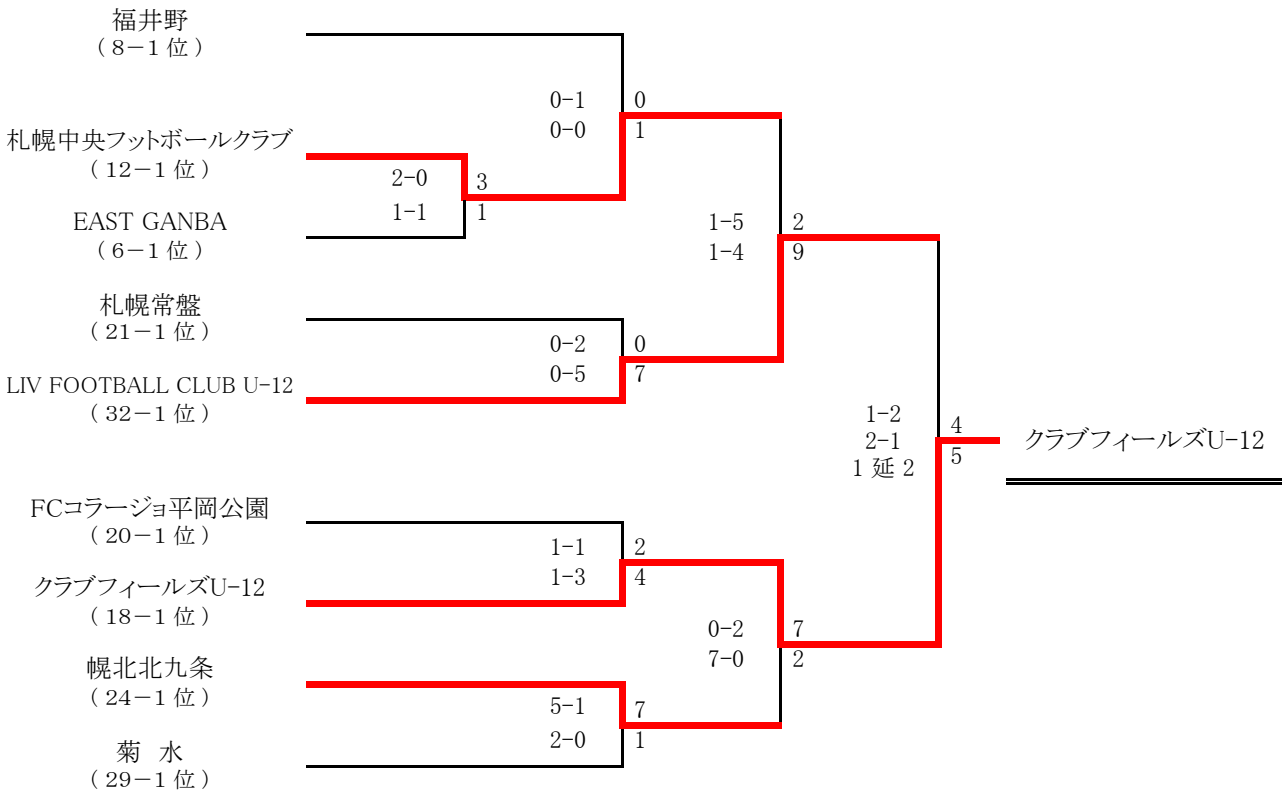 福井野
（８－１ 位）
0-1
0
0-0
1
札幌中央フットボールクラブ
（１２－１ 位）
2-0
3
1-1
1
EAST GANBA
（６－１ 位）
1-5
2
1-4
9
札幌常盤
（２１－１ 位）
0-2
0
0-5
7
LIV FOOTBALL CLUB U-12
（３２－１ 位）
1-2
4
2-1
5
1 延 2
クラブフィールズU-12
FCコラージョ平岡公園
（２０－１ 位）
1-1
2
1-3
4
クラブフィールズU-12
（１８－１ 位）
0-2
7
7-0
2
幌北北九条
（２４－１ 位）
5-1
7
2-0
1
菊　水
（２９－１ 位）